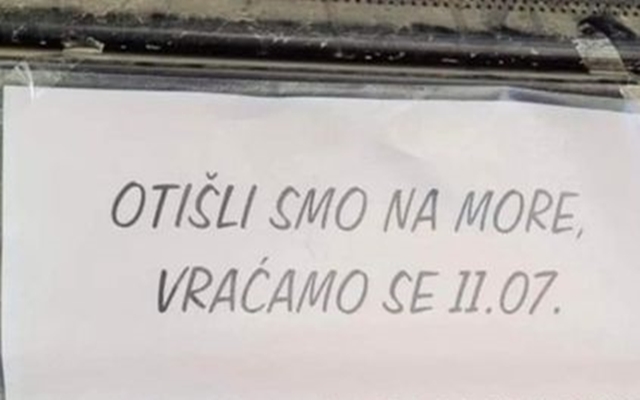 OTIŠLI SMO NA MORE,
VRAĆAMO SE 11.07.